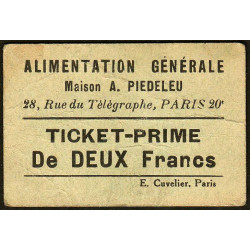 ALIMENTATION GÉNÉRALE
Maison A. PIEDELEU
28, Rue du Télégraphe, PARIS 20e
TICKET-PRIME
De DEUX Francs
E. Cuvelier, Paris